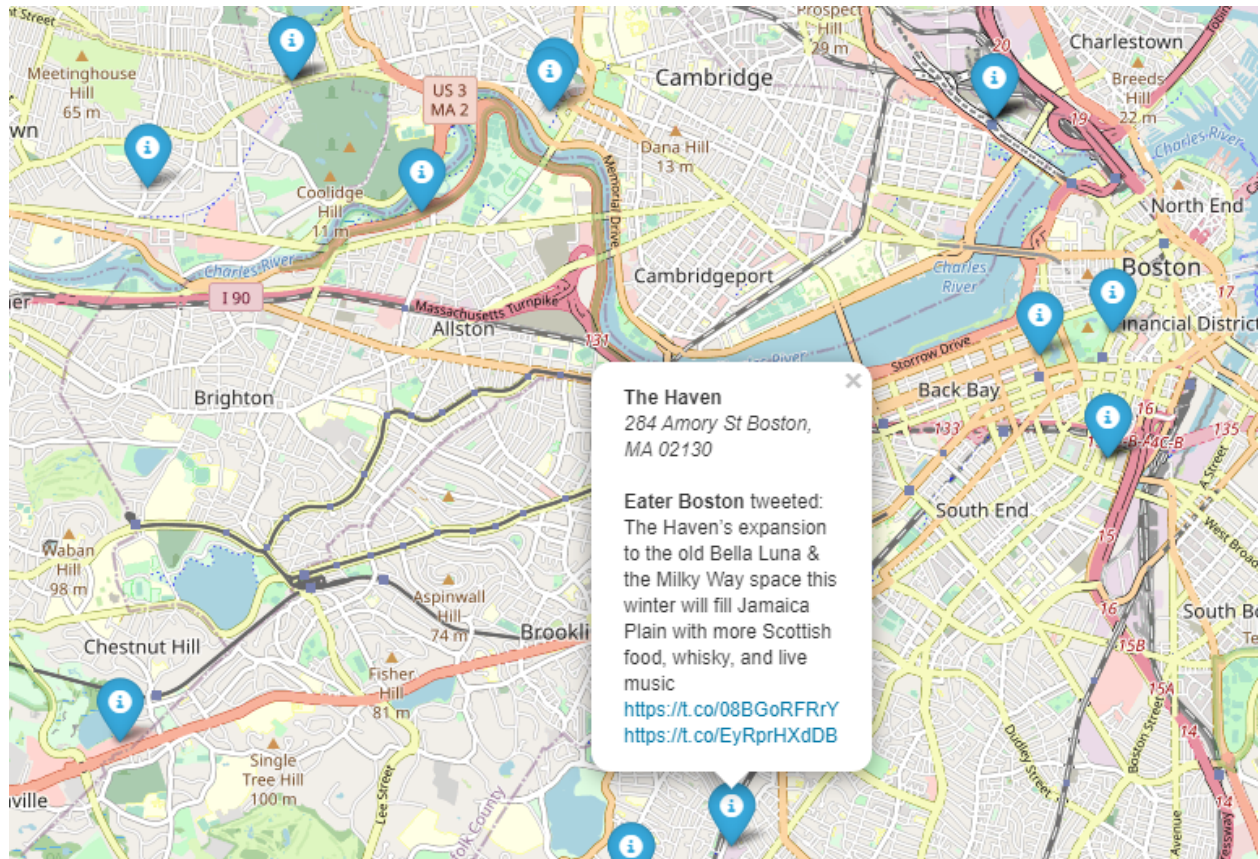 Prospect
Hill
29 m
20
Charlestown
Breeds
Hill
22 m
Meetinghouse
Hill
65 m
US 3
MA 2
Cambridge
19
Charles River
Dana Hill
13 m
Coolidge
Hill
11 m
Memorial Drive
North End
Charles River
Cambridgeport
Charles
River
Boston
I 90
Massachusetts Turnpike
17
Allston
131
Storrow Drive
Financial District
Back Bay
Brighton
133
16
135
A Street
South End
West Broad
15
Waban
Hill
98 m
Aspinwall
Hill
74 m
Chestnut Hill
Brookli
Fisher
Hill
81 m
16
South Bo
15B
15A
14
Boston Street
Dudley Street
Single
Tree Hill
100 m
Lee Street
14
Avenue
The Haven
284 Amory St Boston,
MA 02130
Eater Boston tweeted:
The Haven's expansion
to the old Bella Luna &
the Milky Way space this
winter will fill Jamaica
Plain with more Scottish
food, whisky, and live
music
https://t.co/08BGoRFRrY
https://t.co/EyRprHXdDB
×